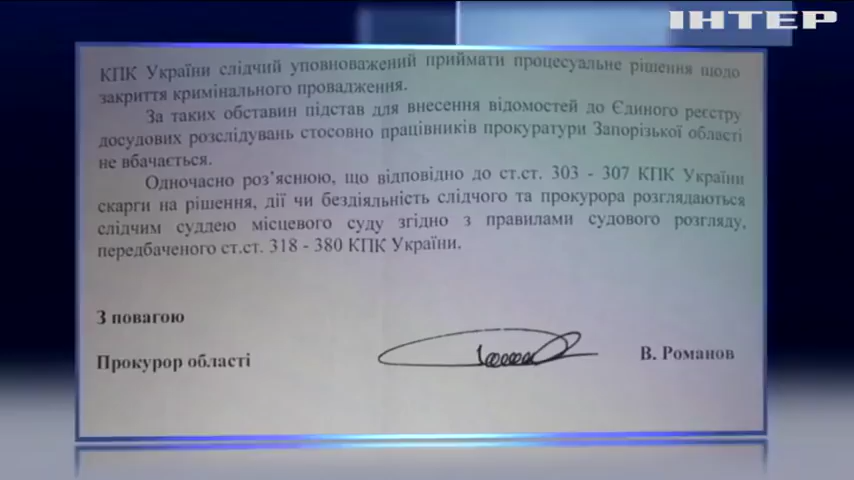 ІНТЕР
КПК України слідчий уповноважений приймати процесуальне рішення щодо
закриття кримінального провадження.
За таких обставин підстав для внесення відомостей до Єдиного реєстру
досудових розслідувань стосовно працівників прокуратури Запорізької області
не вбачається.
Одночасно роз’яснюю, що відповідно до ст.ст. 303 - 307 КПК України
скарги на рішення, дії чи бездіяльність слідчого та прокурора розглядаються
слідчим суддею місцевого суду згідно з правилами судового розгляду,
передбаченого ст.ст. 318 - 380 КПК України.
З повагою
Прокурор області
В. Романов